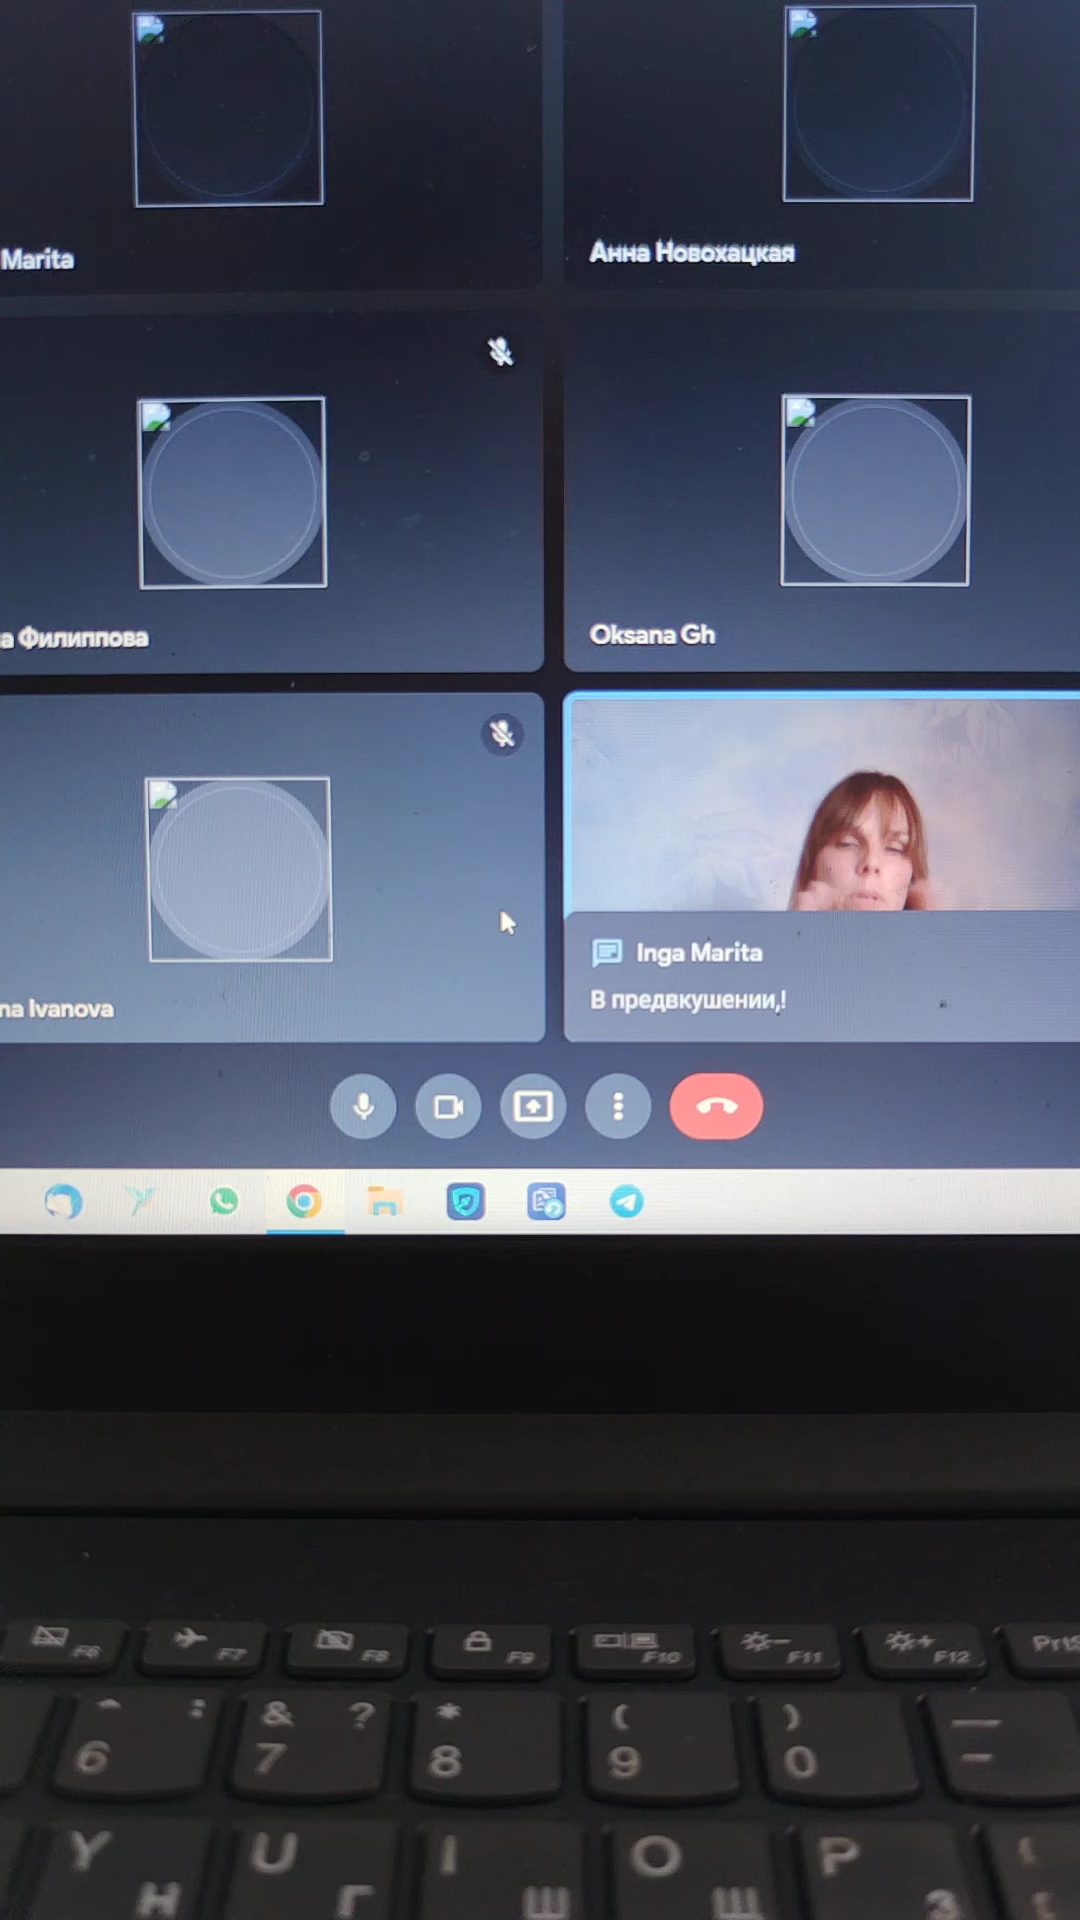 Marita
Анна Новохацкая
а Филиппова
Oksana Gh
na Ivanova
Inga Marita
В предвкушении,!
F6 F7 F8 F9 F10 F11 F12 PrtS
^ : & ? * ( ) —
6 7 8 9 0 -
Y U I O P
Н Г Ш Щ З